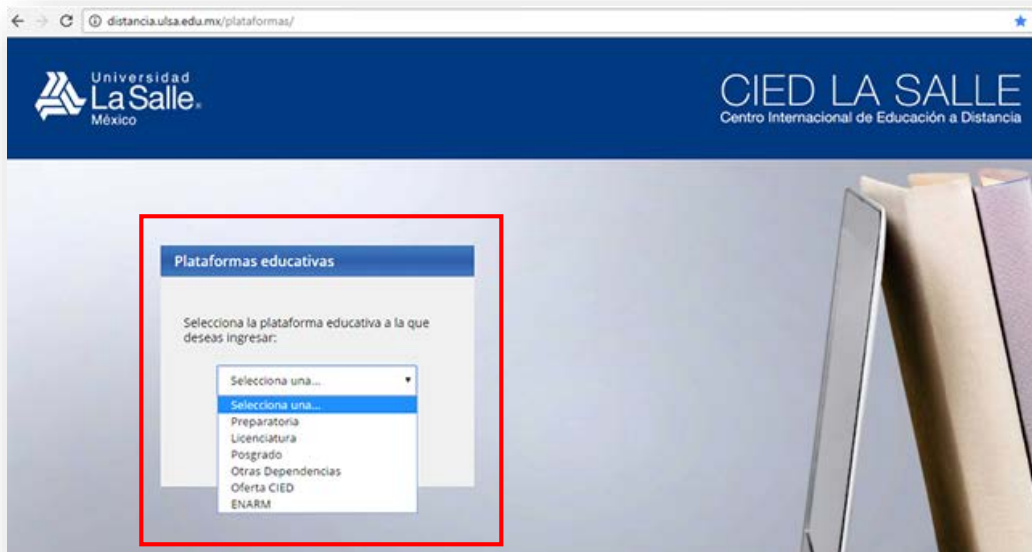 distancia.ulsa.edu.mx/plataformas/
Universidad
La Salle®
México
CIED LA SALLE
Centro Internacional de Educación a Distancia
Plataformas educativas
Selecciona la plataforma educativa a la que
deseas ingresar:
Selecciona una...
Selecciona una...
Preparatoria
Licenciatura
Posgrado
Otras Dependencias
Oferta CIED
ENARM